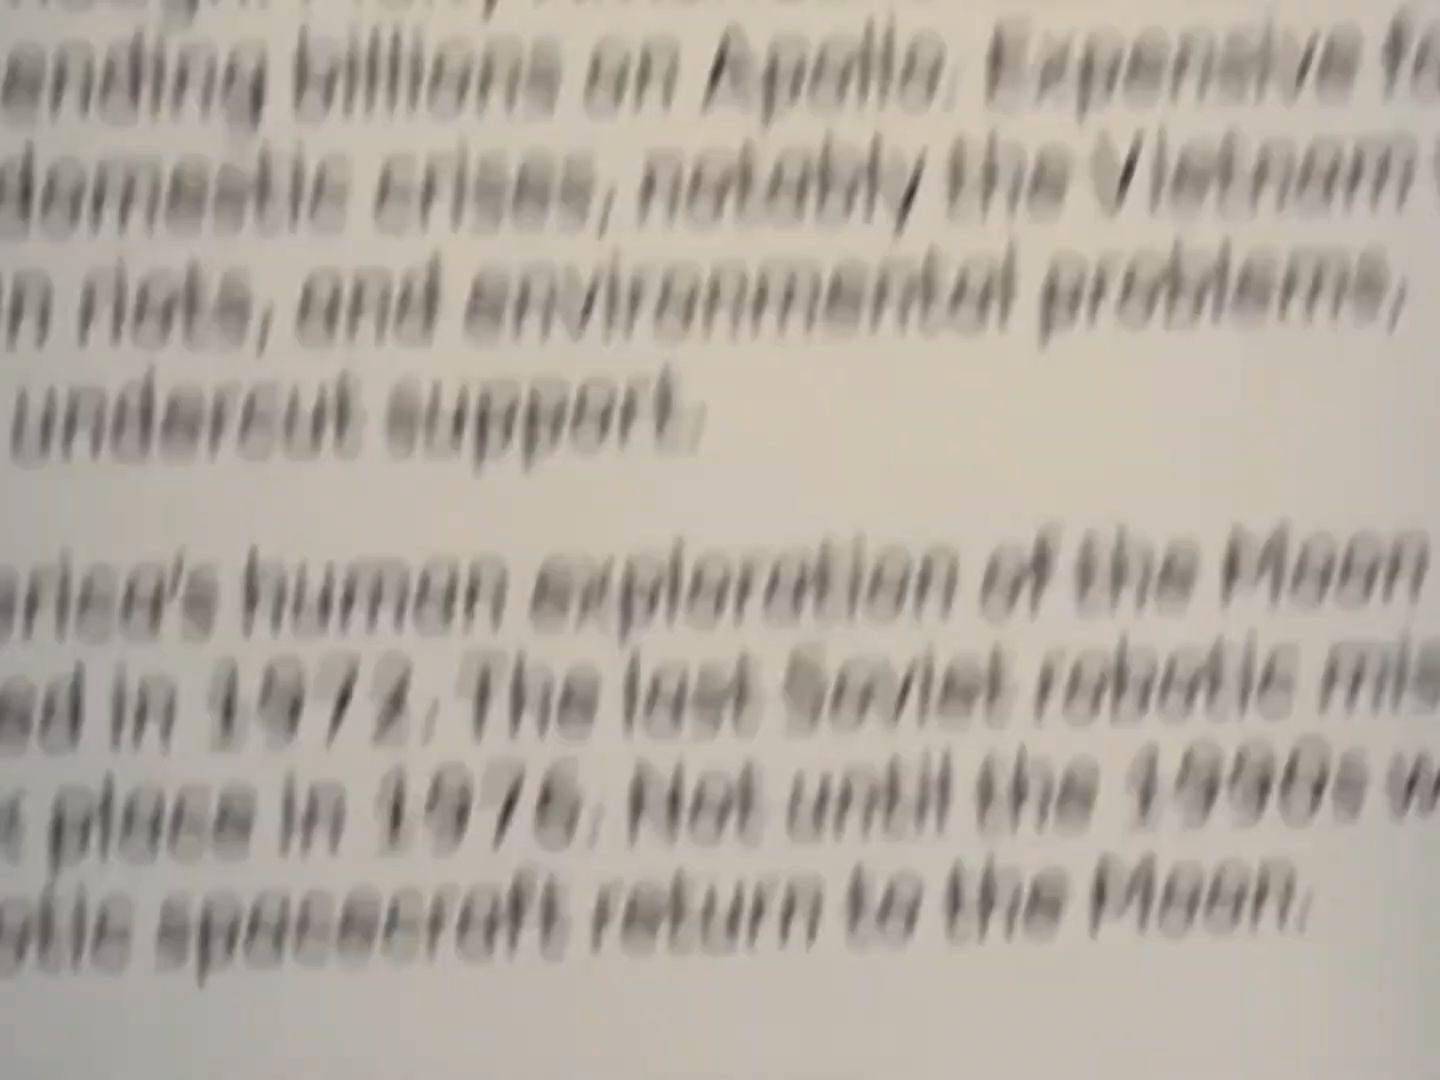 ending billions on Apollo. Expensive
domestic crises, notably the Vietnam
n riots, and environmental problems,
undercut support.
erica's human exploration of the Moon
ed in 1972. The last Soviet robotic mis
k place in 1976. Not until the 1990s w
otic spacecraft return to the Moon.